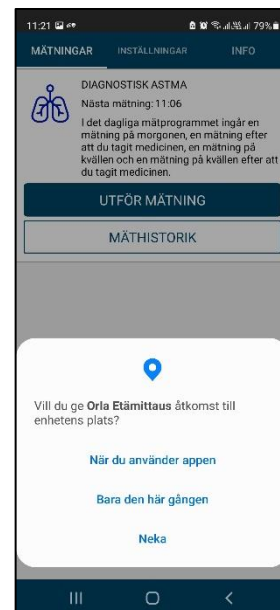 11:21
79%
MÄTNINGAR INSTÄLLNINGAR INFO
DIAGNOSTISK ASTMA
Nästa mätning: 11:06
I det dagliga mätprogrammet ingår en
mätning på morgonen, en mätning efter
att du tagit medicinen, en mätning på
kvällen och en mätning på kvällen efter att
du tagit medicinen.
UTFÖR MÄTNING
MÄTHISTORIK
Vill du ge Orla Etämittaus åtkomst till
enhetens plats?
När du använder appen
Bara den här gången
Neka